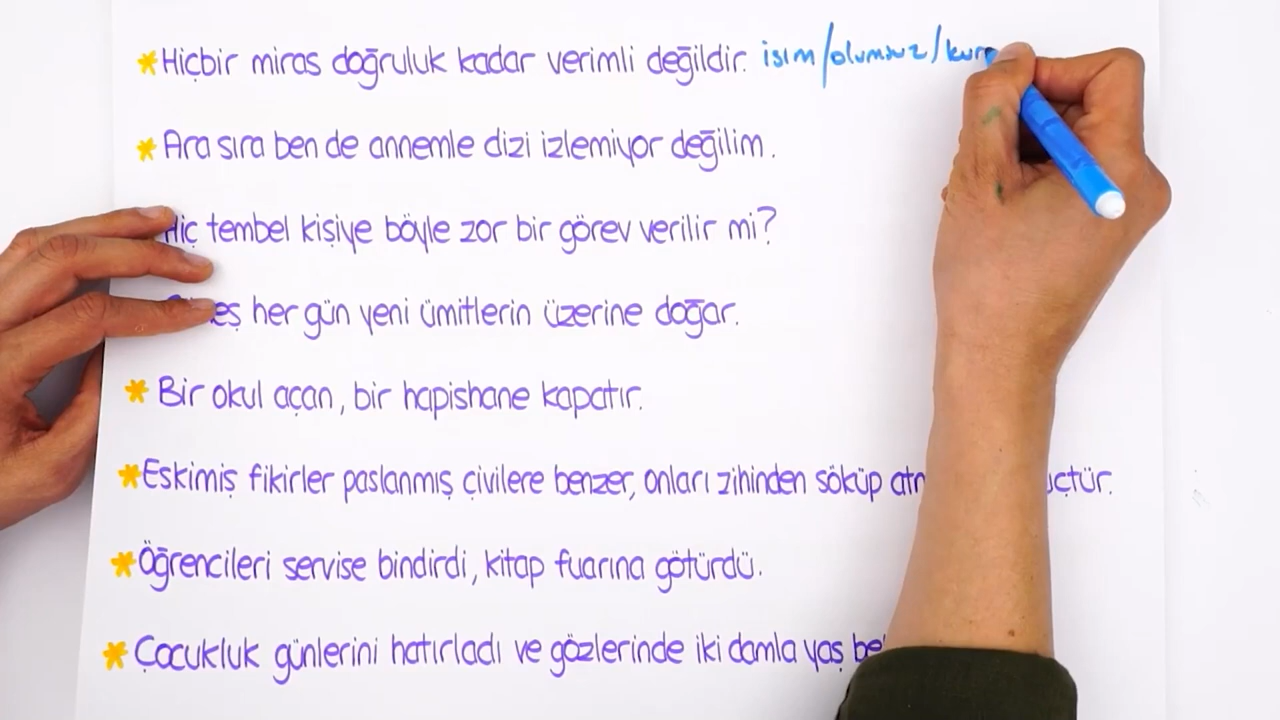 *Hiçbir miras doğruluk kadar verimli değildir. isim/olumsuz/kur
* Ara sıra ben de annemle dizi izlemiyor değilim.
Hiç tembel kişiye böyle zor bir görev verilir mi?
her gün yeni ümitlerin üzerine doğar.
* Bir okul açan, bir hapishane kapatır.
*Eskimiş fikirler paslanmış çivilere benzer, onları zihinden söküp
*Öğrencileri servise bindirdi, kitap fuarına götürdü.
* Çocukluk günlerini hatırladı ve gözlerinde iki damla yaş